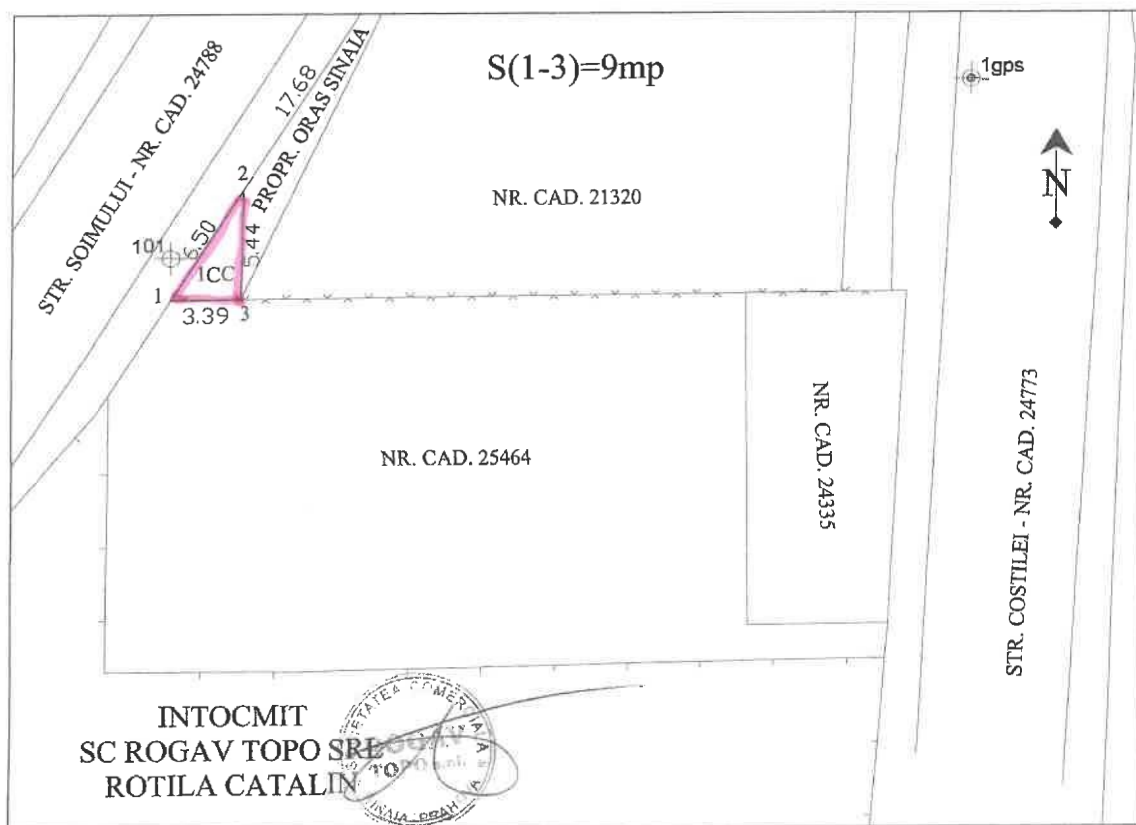 S(1-3)=9mp
1gps
N
STR. SOIMULUI - NR. CAD. 24788
17.68
PROPR. ORAS SINAIA
2
NR. CAD. 21320
101
6.50
5.44
1CC
1
3.39
3
NR. CAD. 25464
NR. CAD. 24335
STR. COSTILEI - NR. CAD. 24773
INTOCMIT
SC ROGAV TOPO SRL
ROTILA CATALIN
ROGAV
TOPO s.r.l.